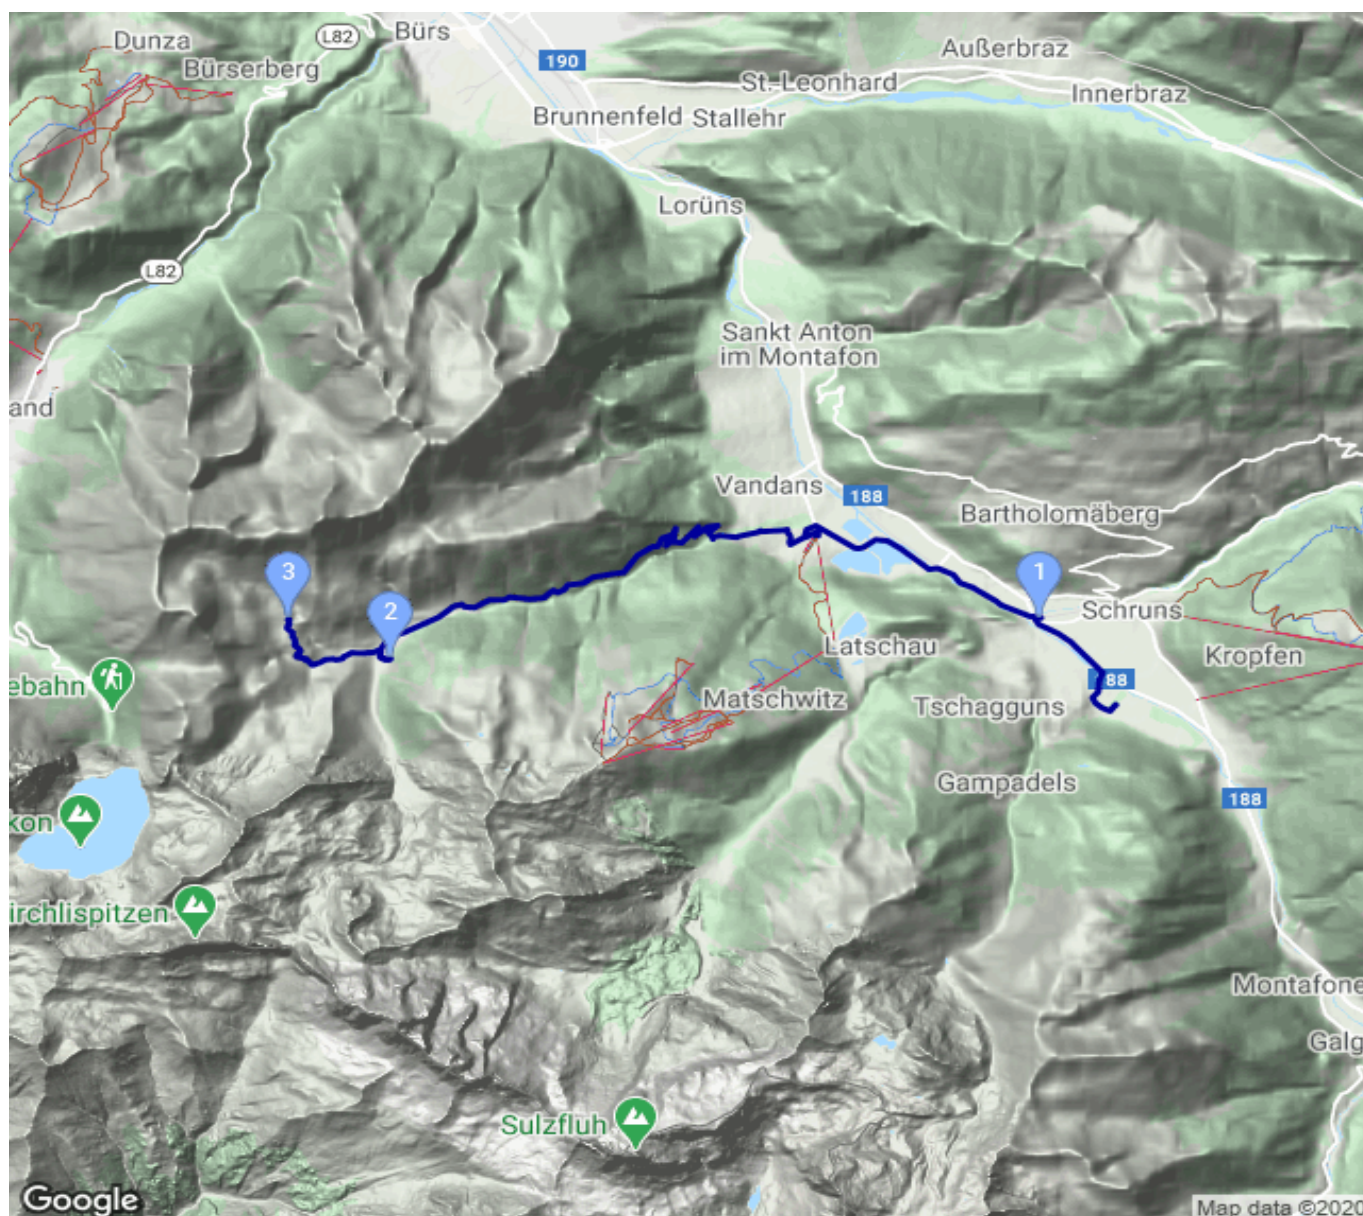 Dunza
L82
Bürs
Bürserberg
190
Außerbraz
St. Leonhard
Innerbraz
Brunnenfeld
Stallehr
Lorüns
L82
Sankt Anton
im Montafon
and
Vandans
188
Bartholomäberg
3
1
2
Schruns
Latschau
Kropfen
ebahn
Matschwitz
188
Tschagguns
Gampadels
188
kon
irchlispitzen
Montafone
Galg
Sulzfluh
Google
Map data ©2020